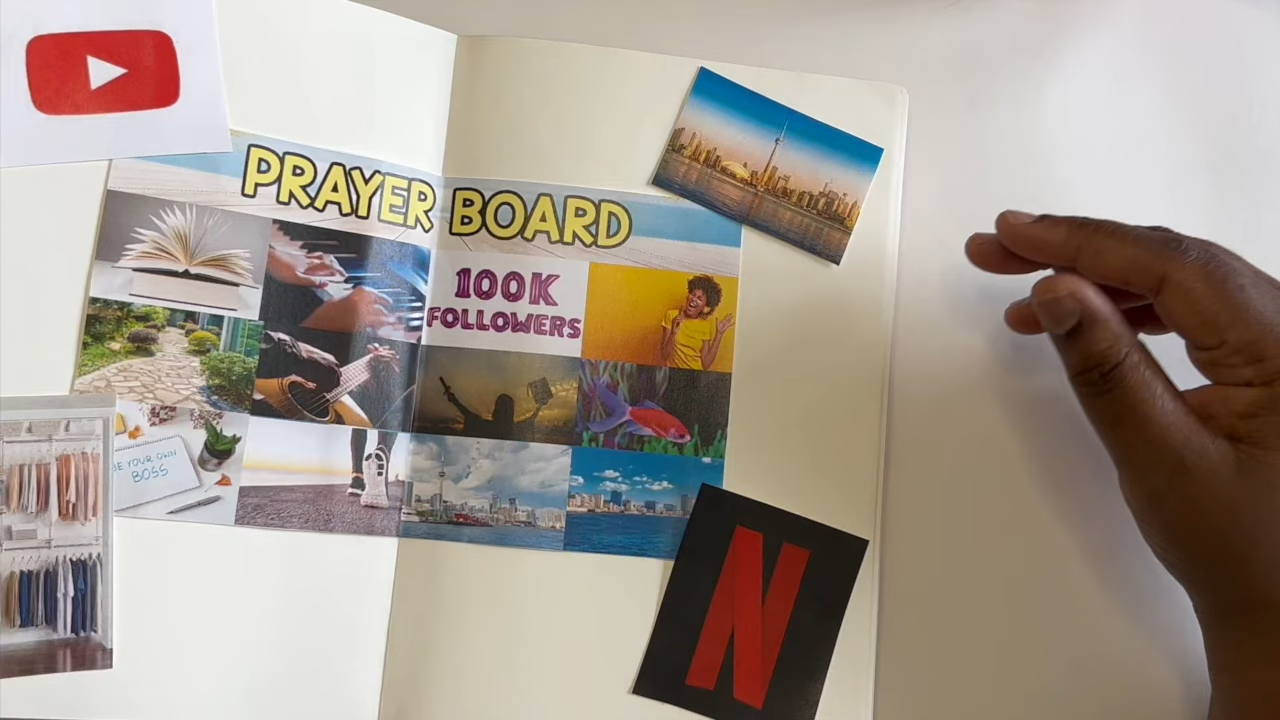 PRAYER BOARD
100K
FOLLOWERS
BE YOUR OWN
BOSS
N